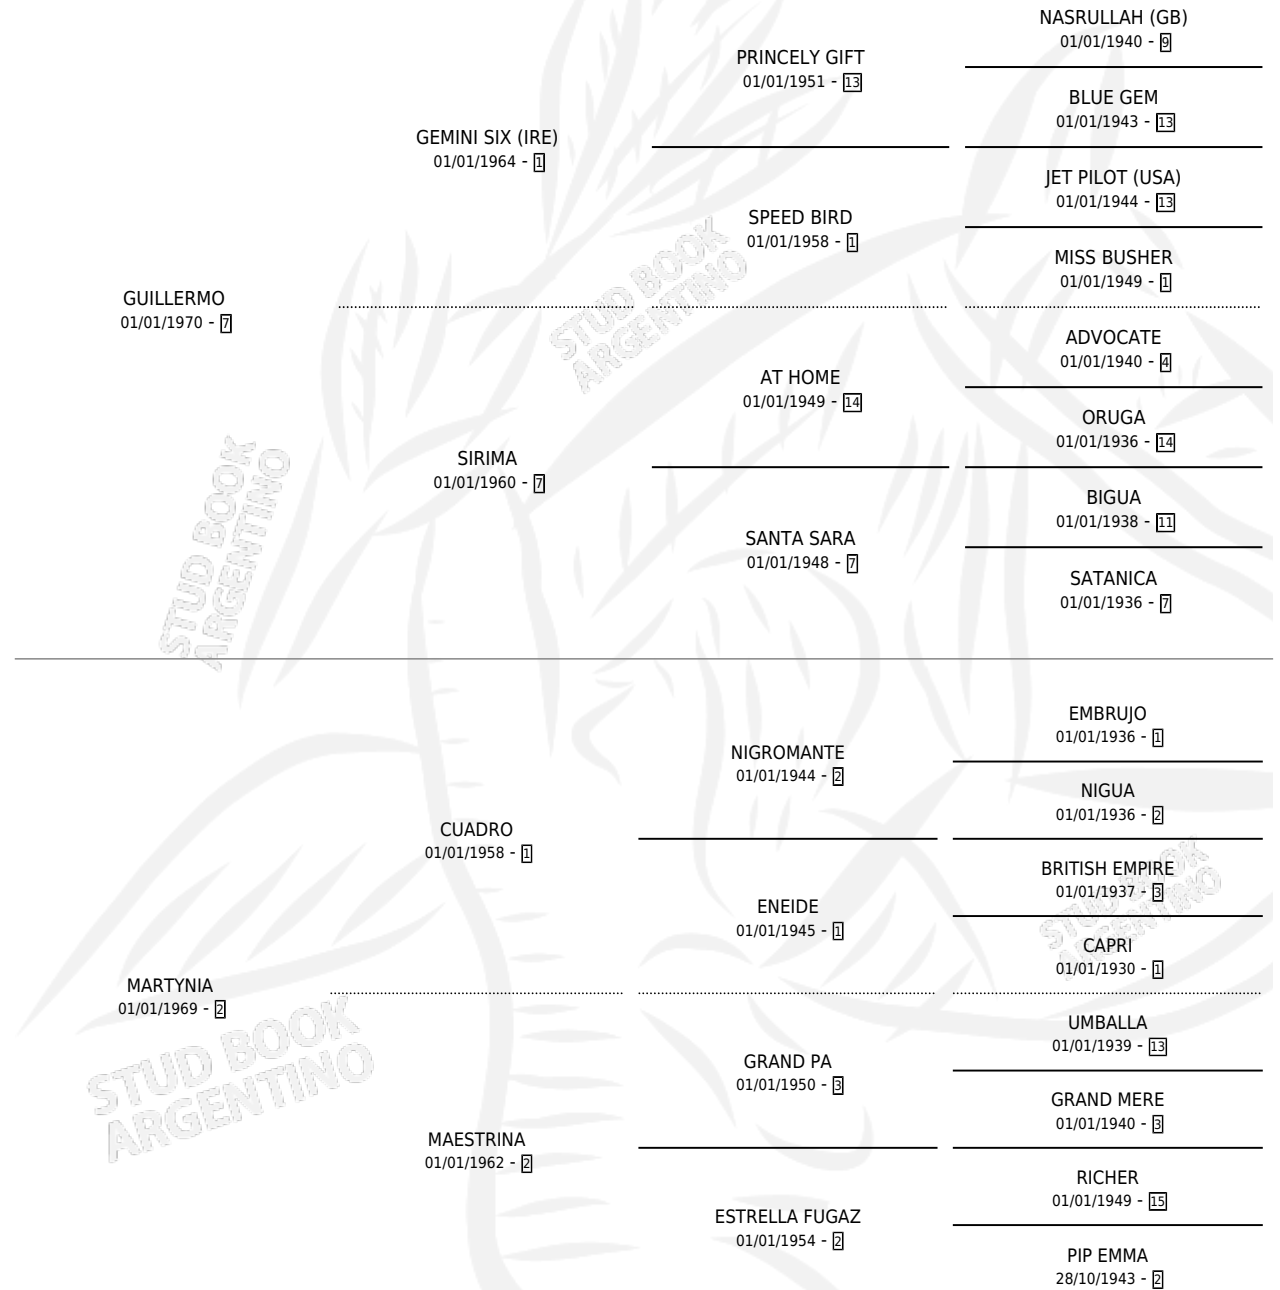 NASRULLAH (GB)
01/01/1940 - 9
PRINCELY GIFT
01/01/1951 - 13
BLUE GEM
01/01/1943 - 13
GEMINI SIX (IRE)
01/01/1964 - 1
JET PILOT (USA)
01/01/1944 - 13
SPEED BIRD
01/01/1958 - 1
MISS BUSHER
01/01/1949 - 1
GUILLERMO
01/01/1970 - 7
ADVOCATE
01/01/1940 - 4
AT HOME
01/01/1949 - 14
ORUGA
01/01/1936 - 14
SIRIMA
01/01/1960 - 7
BIGUA
01/01/1938 - 11
SANTA SARA
01/01/1948 - 7
SATANICA
01/01/1936 - 7
STUD BOOK
ARGENTINO
STUD BOOK
ARGENTINO
EMBRUJO
01/01/1936 - 1
NIGROMANTE
01/01/1944 - 2
NIGUA
01/01/1936 - 2
CUADRO
01/01/1958 - 1
BRITISH EMPIRE
01/01/1937 - 3
ENEIDE
01/01/1945 - 1
CAPRI
01/01/1930 - 1
MARTYNIA
01/01/1969 - 2
UMBALLA
01/01/1939 - 13
GRAND PA
01/01/1950 - 3
GRAND MERE
01/01/1940 - 3
MAESTRINA
01/01/1962 - 2
RICHER
01/01/1949 - 15
ESTRELLA FUGAZ
01/01/1954 - 2
PIP EMMA
28/10/1943 - 2
STUD BOOK
ARGENTINO
STUD BOOK
ARGENTINO